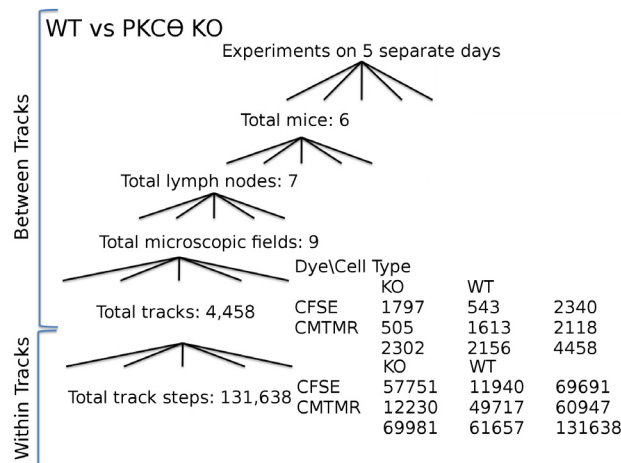 WT vs PKCΘ KO
Experiments on 5 separate days
Total mice: 6
Total lymph nodes: 7
Total microscopic fields: 9
Between Tracks
Dye\Cell Type
KO WT
CFSE 1797 543 2340
CMTMR 505 1613 2118
2302 2156 4458
Total tracks: 4,458
KO WT
CFSE 57751 11940 69691
CMTMR 12230 49717 60947
69981 61657 131638
Total track steps: 131,638
Within Tracks